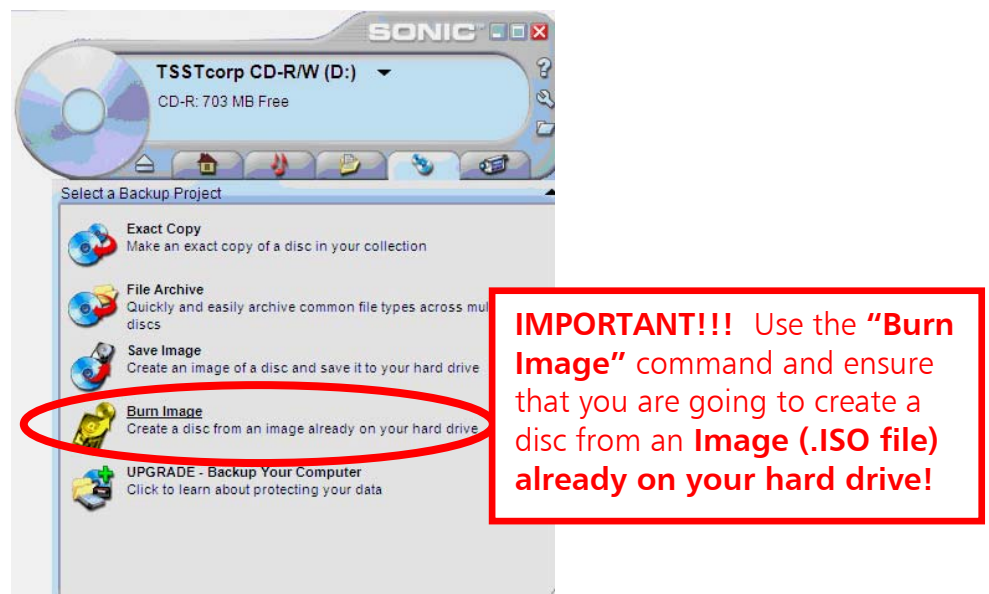 SONIC
TSSTcorp CD-R/W (D:)
CD-R: 703 MB Free
Select a Backup Project
Exact Copy
Make an exact copy of a disc in your collection
File Archive
Quickly and easily archive common file types across mul
discs
Save Image
Create an image of a disc and save it to your hard drive
Burn Image
Create a disc from an image already on your hard drive
UPGRADE - Backup Your Computer
Click to learn about protecting your data
IMPORTANT!!! Use the “Burn
Image” command and ensure
that you are going to create a
disc from an Image (.ISO file)
already on your hard drive!